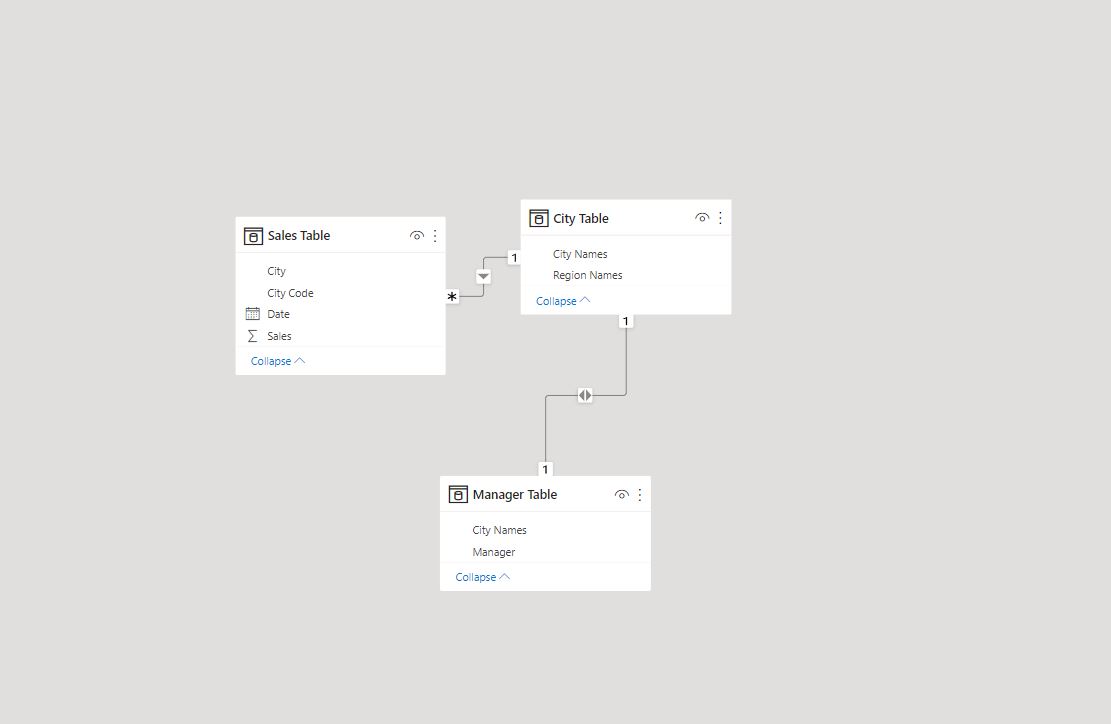 Sales Table
City
City Code
Date
Sales
Collapse
*
1
City Table
City Names
Region Names
Collapse
1
1
Manager Table
City Names
Manager
Collapse